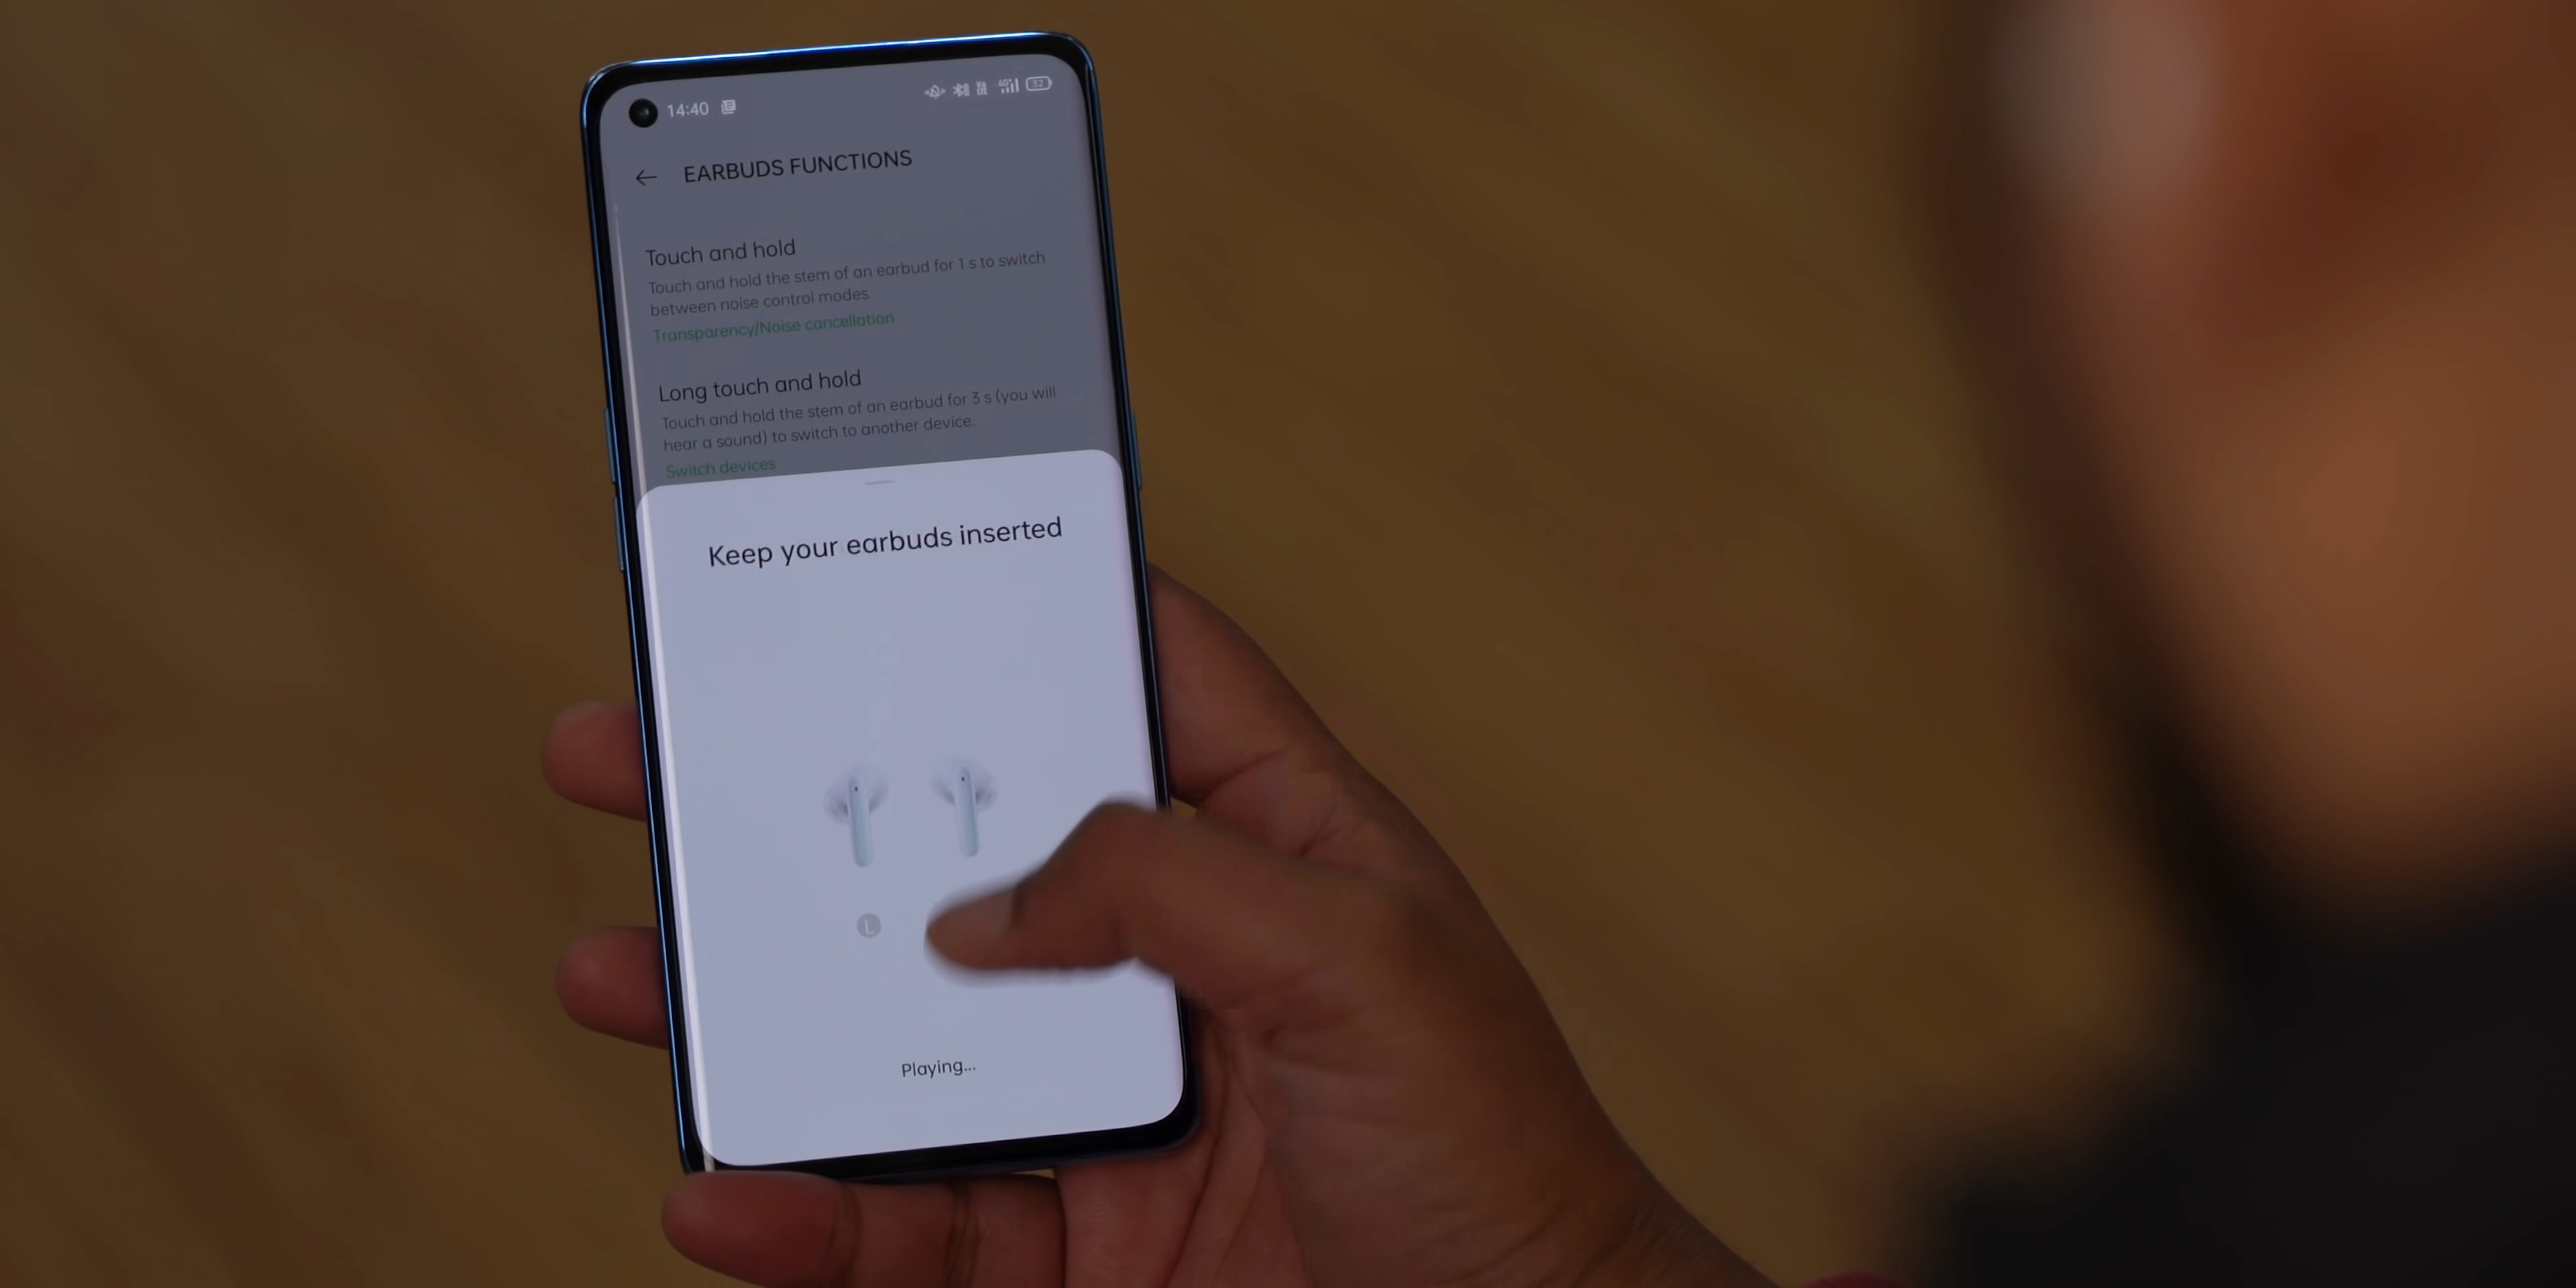 14:40
32
EARBUDS FUNCTIONS
Touch and hold
Touch and hold the stem of an earbud for 1 s to switch
between noise control modes
Transparency/Noise cancellation
Long touch and hold
Touch and hold the stem of an earbud for 3 s (you will
hear a sound) to switch to another device.
Switch devices
Keep your earbuds inserted
L
Playing...